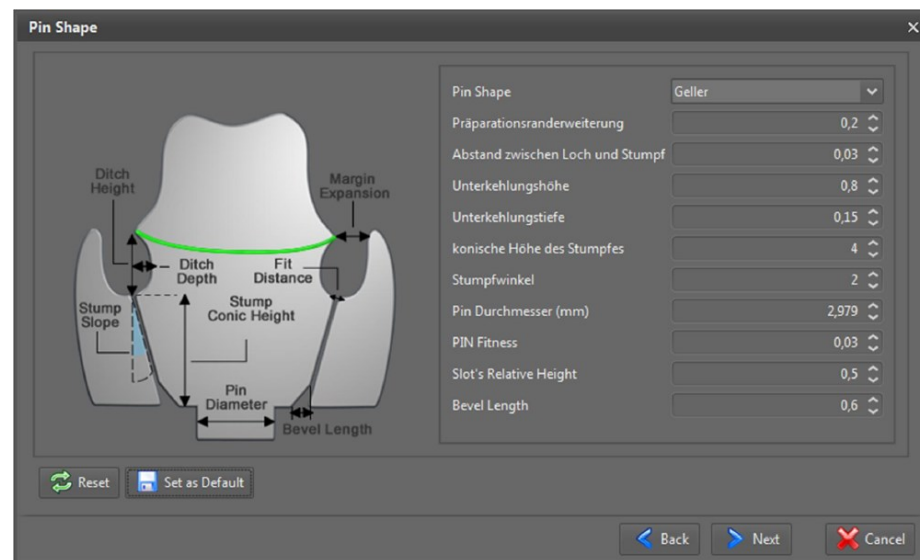 Pin Shape
Ditch
Height
Margin
Expansion
Ditch
Depth
Fit
Distance
Stump
Slope
Stump
Conic Height
Pin
Diameter
Bevel Length
Pin Shape Geller
Präparationsranderweiterung 0,2
Abstand zwischen Loch und Stumpf 0,03
Unterkehlungshöhe 0,8
Unterkehlungstiefe 0,15
konische Höhe des Stumpfes 4
Stumpfwinkel 2
Pin Durchmesser (mm) 2,979
PIN Fitness 0,03
Slot's Relative Height 0,5
Bevel Length 0,6
Reset Set as Default
Back Next Cancel